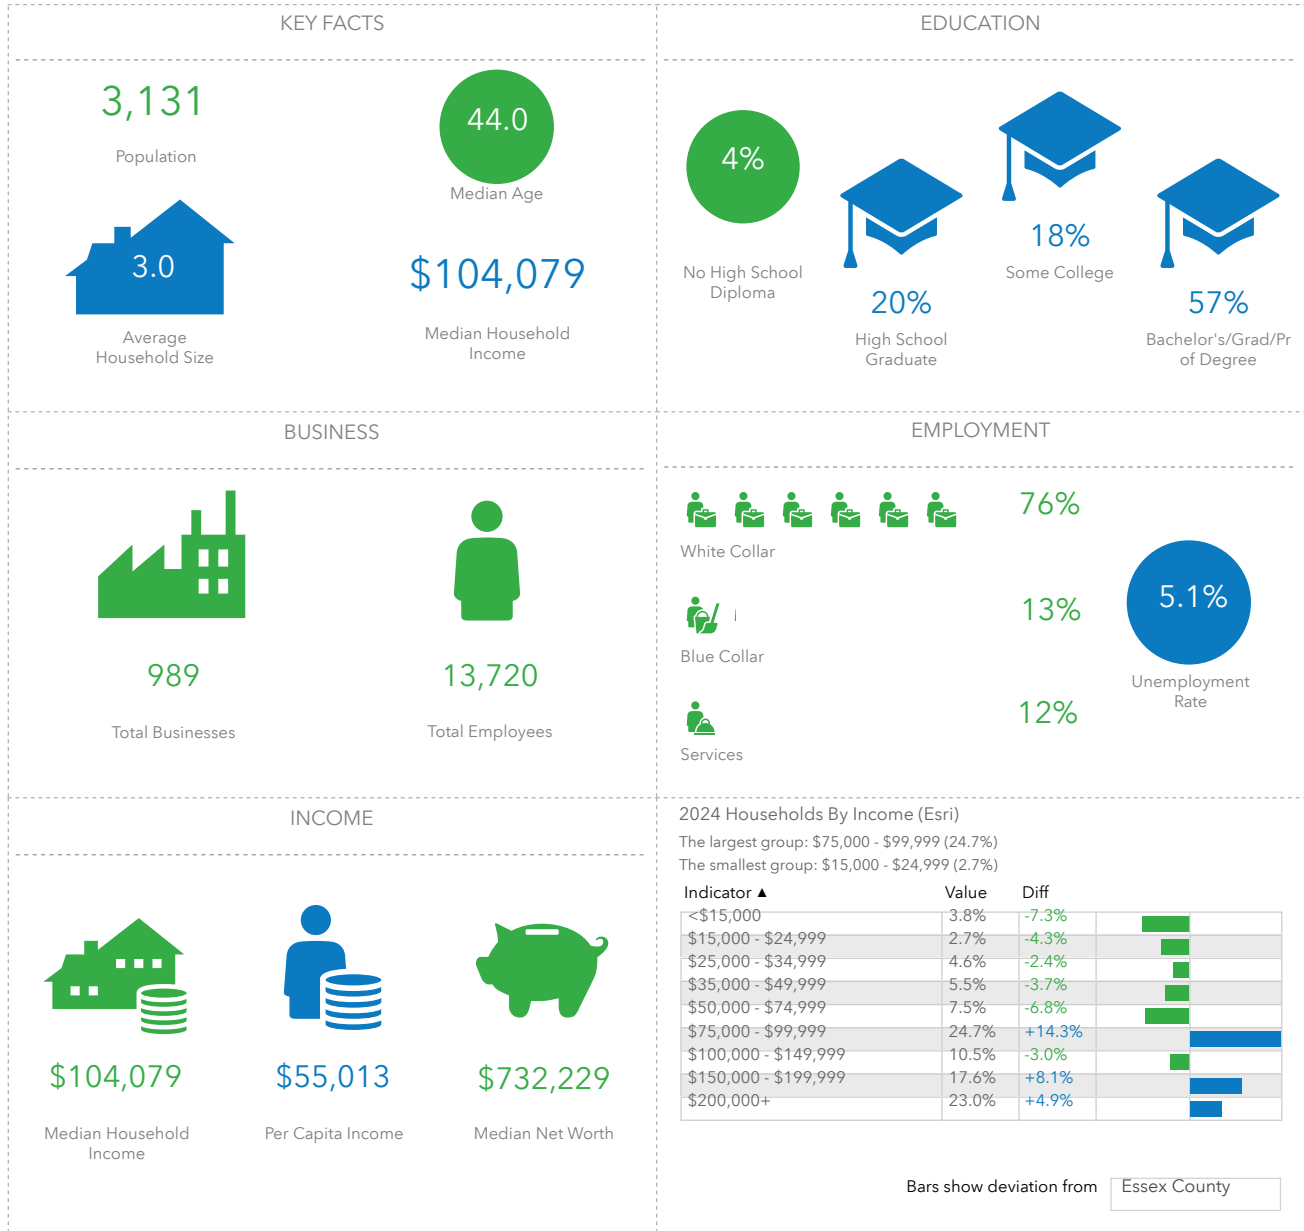 KEY FACTS
3,131
Population
44.0
Median Age
3.0
Average
Household Size
$104,079
Median Household
Income
EDUCATION
4%
No High School
Diploma
20%
High School
Graduate
18%
Some College
57%
Bachelor's/Grad/Pr
of Degree
BUSINESS
989
Total Businesses
13,720
Total Employees
EMPLOYMENT
76%
White Collar
13%
Blue Collar
12%
Services
5.1%
Unemployment
Rate
INCOME
$104,079
Median Household
Income
$55,013
Per Capita Income
$732,229
Median Net Worth
2024 Households By Income (Esri)
The largest group: $75,000 - $99,999 (24.7%)
The smallest group: $15,000 - $24,999 (2.7%)
Indicator ▲ Value Diff
<$15,000 3.8% -7.3%
$15,000 - $24,999 2.7% -4.3%
$25,000 - $34,999 4.6% -2.4%
$35,000 - $49,999 5.5% -3.7%
$50,000 - $74,999 7.5% -6.8%
$75,000 - $99,999 24.7% +14.3%
$100,000 - $149,999 10.5% -3.0%
$150,000 - $199,999 17.6% +8.1%
$200,000+ 23.0% +4.9%
Bars show deviation from Essex County